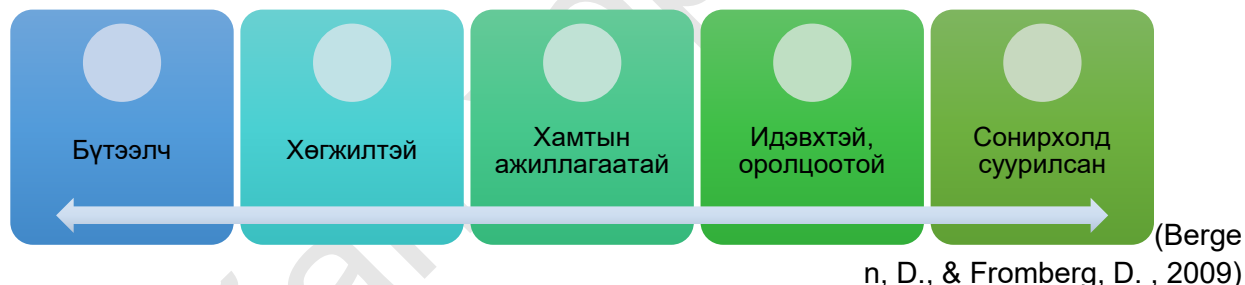 Бүтээлч
Хөгжилтэй
Хамтын
ажиллагаатай
Идэвхтэй,
оролцоотой
Сонирхолд
суурилсан
(Berge
n, D., & Fromberg, D. , 2009)